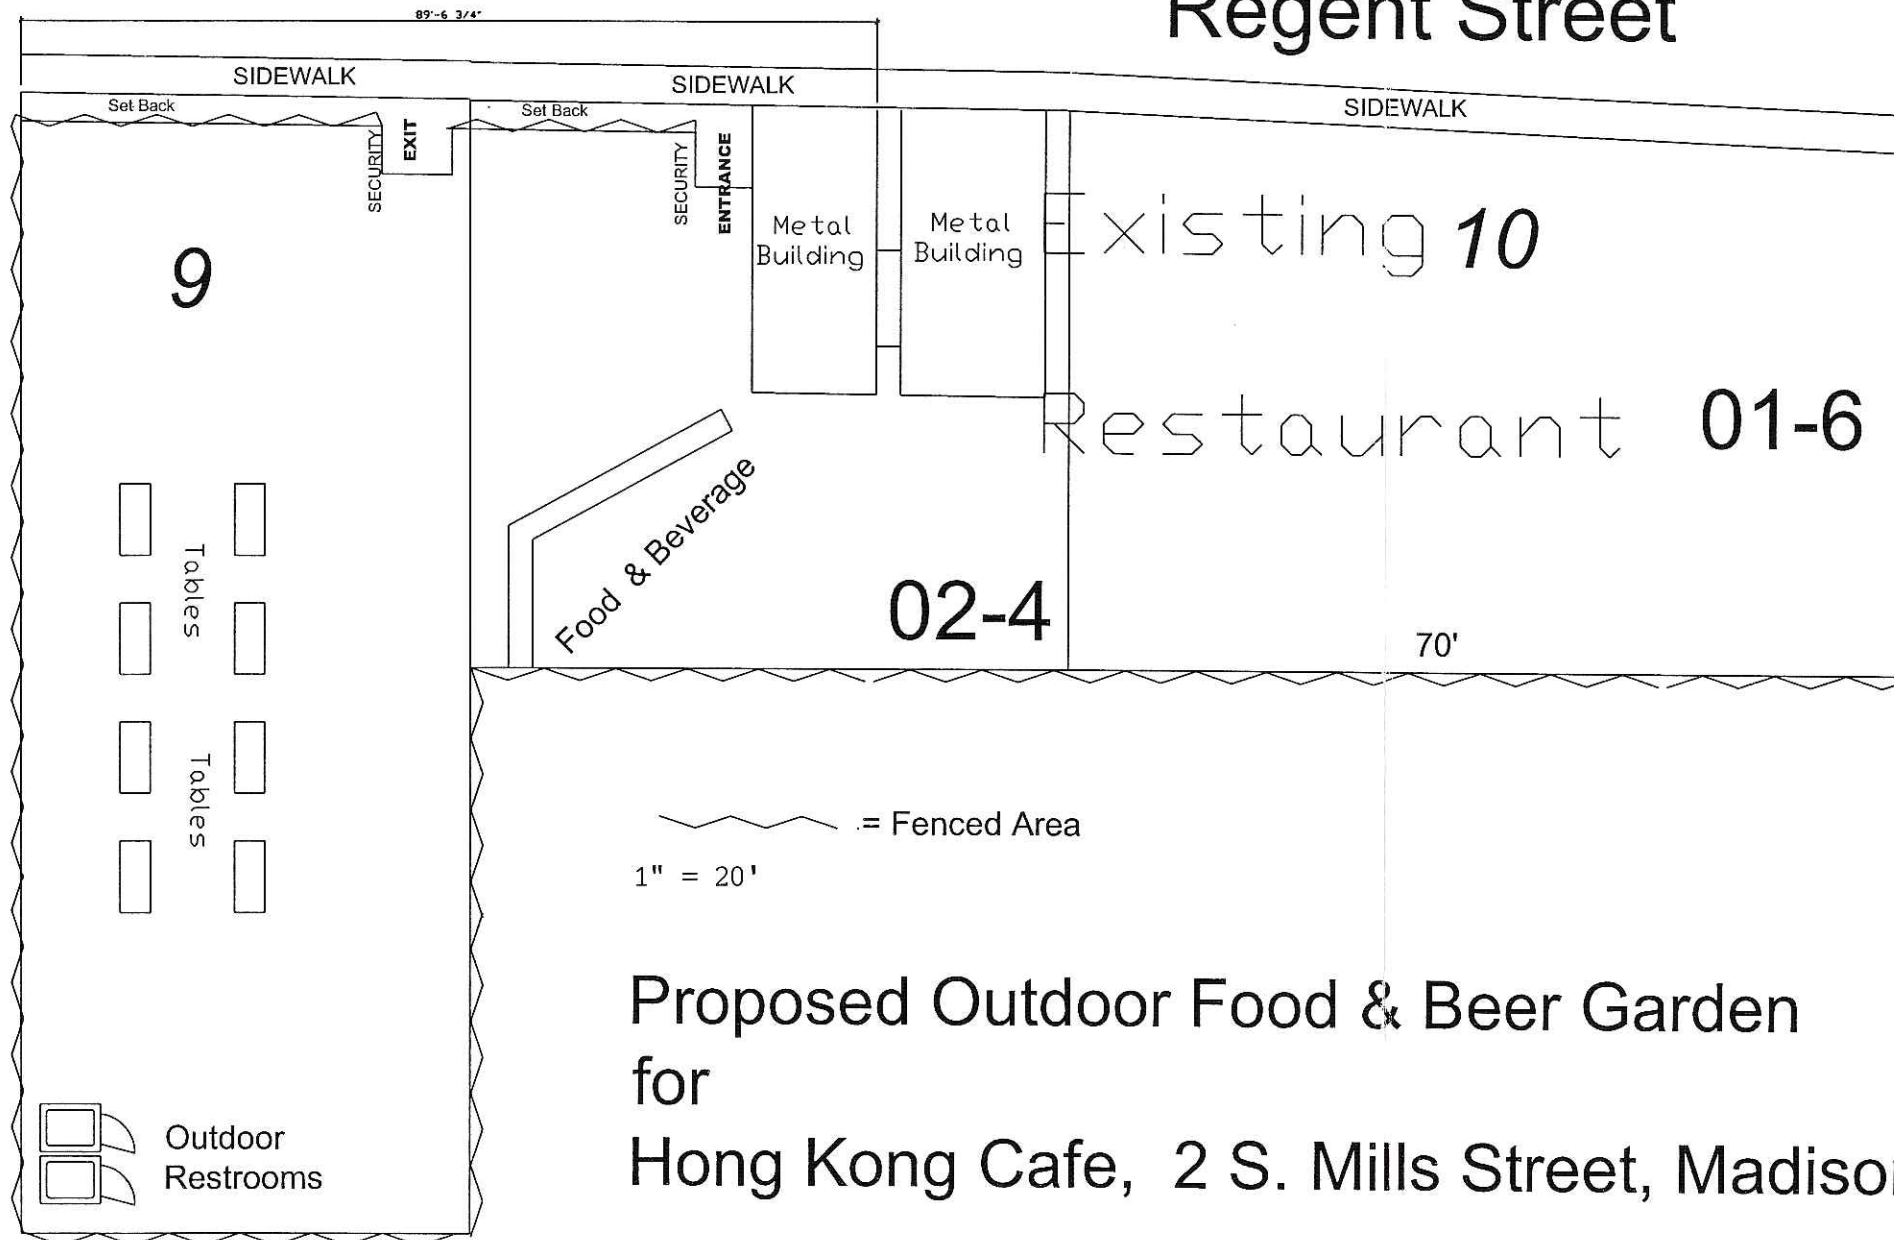 89'-6 3/4"
Regent Street
SIDEWALK
SIDEWALK
SIDEWALK
Set Back
Set Back
SECURITY
EXIT
SECURITY
ENTRANCE
Metal
Building
Metal
Building
Existing
10
9
Restaurant
01-6
Tables
Food & Beverage
02-4
70'
Tables
= Fenced Area
1" = 20'
Proposed Outdoor Food & Beer Garden
for
Hong Kong Cafe, 2 S. Mills Street, Madison
Outdoor
Restrooms